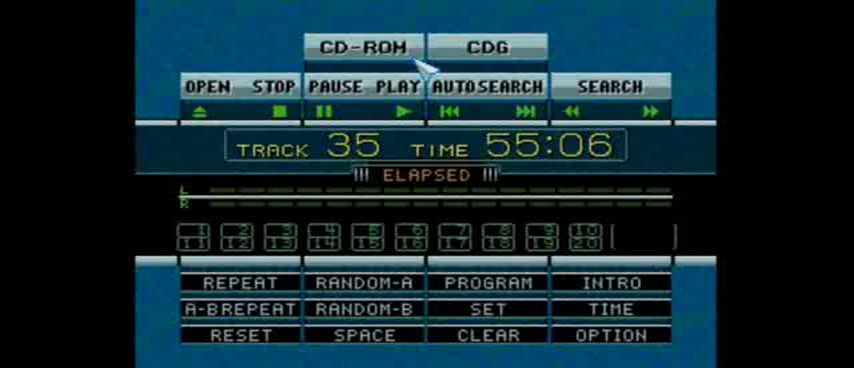 CD-ROM CDG
OPEN STOP PAUSE PLAY AUTOSEARCH SEARCH
TRACK 35 TIME 55:06
ELAPSED
L
R
1 2 3 4 5 6 7 8 9 10
11 12 13 14 15 16 17 18 19 20
REPEAT RANDOM-A PROGRAM INTRO
A-BREPEAT RANDOM-B SET TIME
RESET SPACE CLEAR OPTION